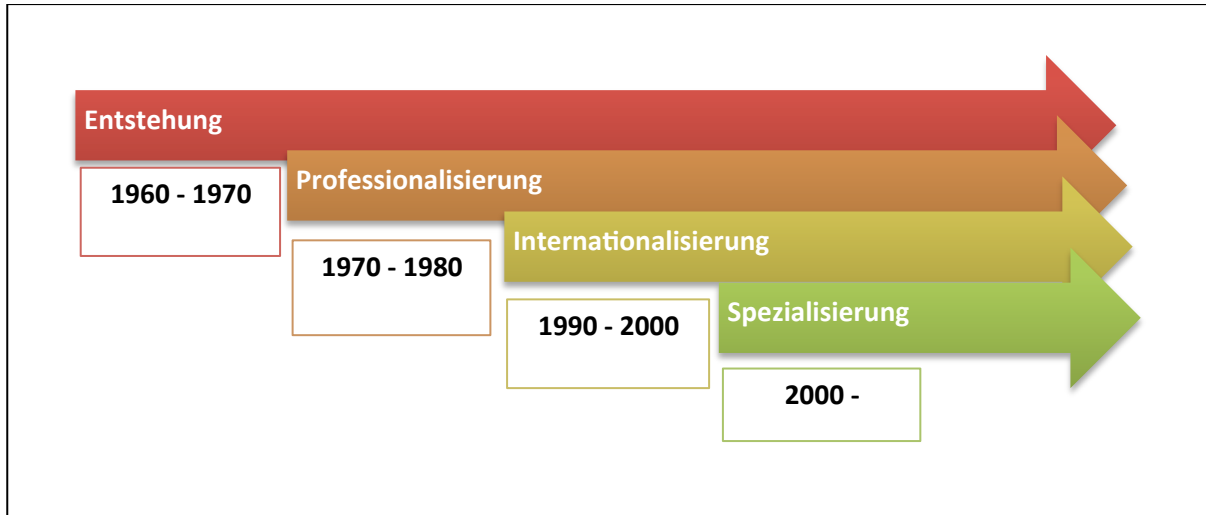 Entstehung
1960 - 1970
Professionalisierung
1970 - 1980
Internationalisierung
1990 - 2000
Spezialisierung
2000 -